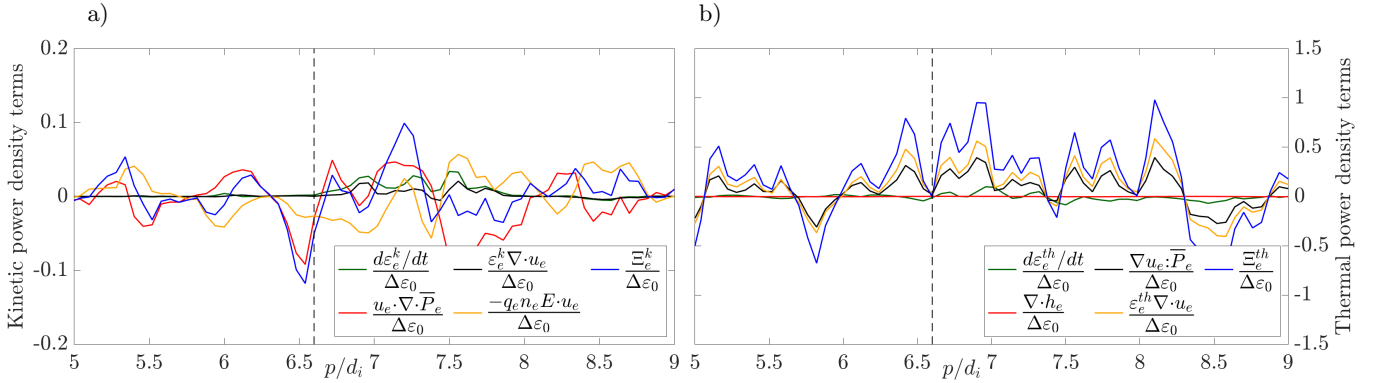 a)
Kinetic power density terms
0.2
0.1
0
-0.1
-0.2
5 5.5 6 6.5 7 7.5 8 8.5 9
p/d_i
dε_e^k/dt / Δε_0
ε_e^k ∇·u_e / Δε_0
Ξ_e^k / Δε_0
u_e·∇·P̅_e / Δε_0
-q_e n_e E·u_e / Δε_0
b)
1.5
1
0.5
0
-0.5
-1
-1.5
Thermal power density terms
5 5.5 6 6.5 7 7.5 8 8.5 9
p/d_i
dε_e^{th}/dt / Δε_0
∇u_e:P̅_e / Δε_0
Ξ_e^{th} / Δε_0
∇·h_e / Δε_0
ε_e^{th} ∇·u_e / Δε_0